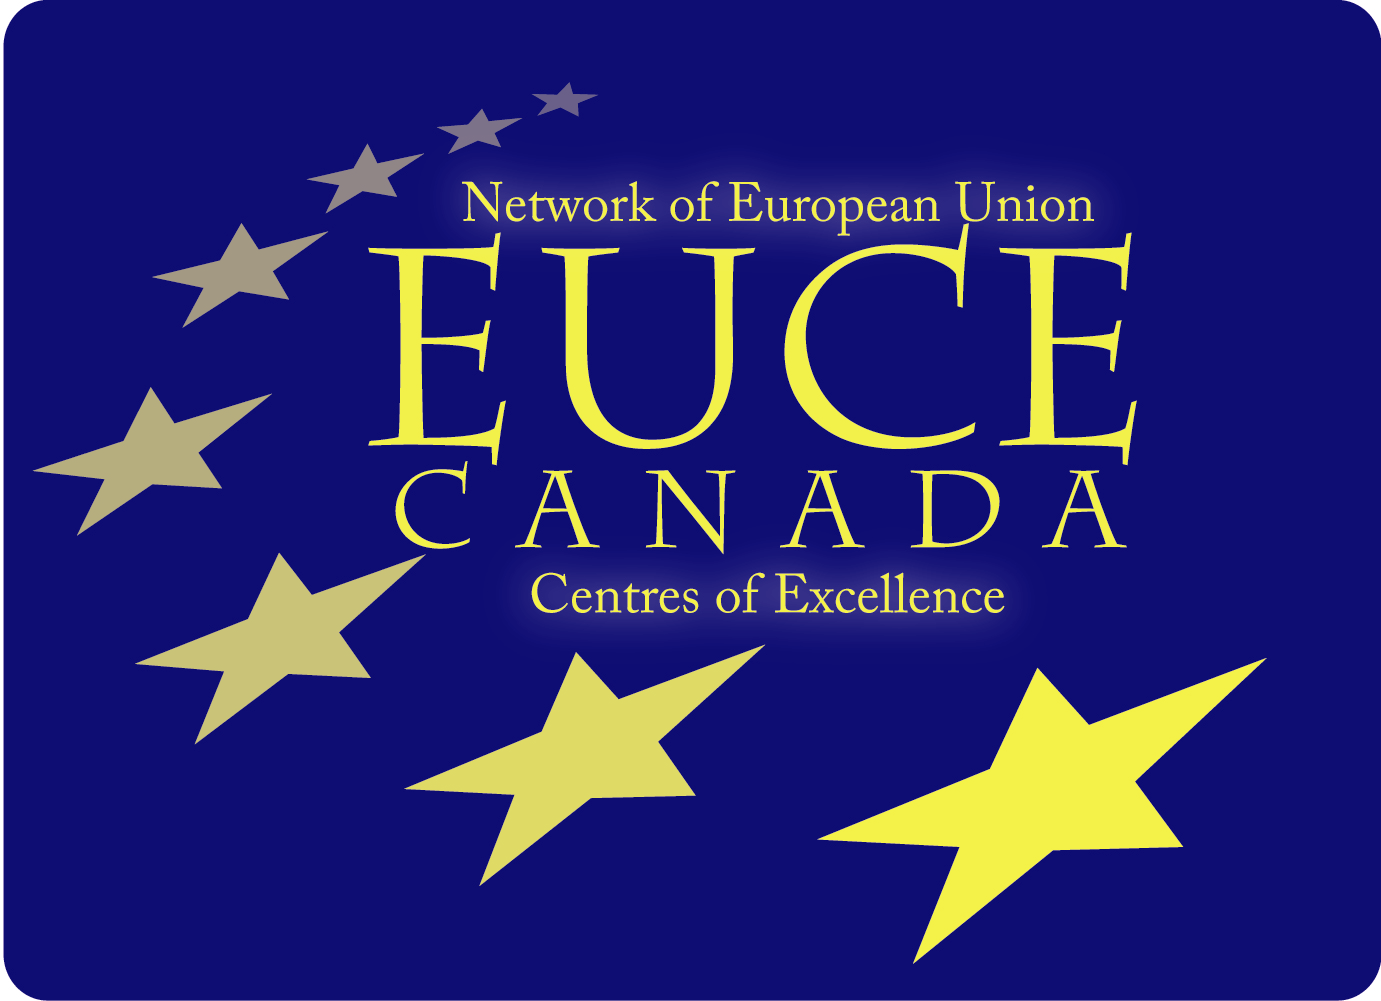 Network of European Union
EUCE
CANADA
Centres of Excellence